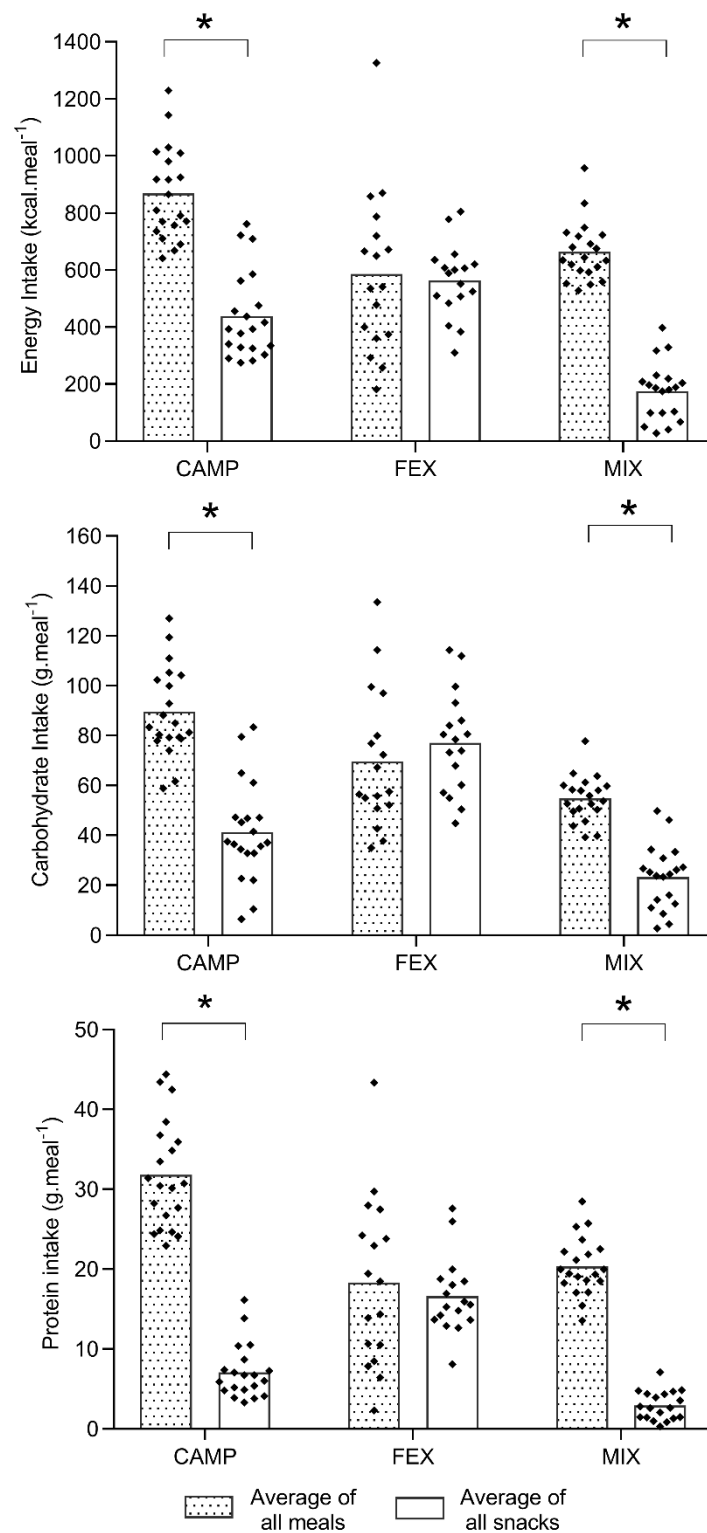 *
*
Energy Intake (kcal.meal⁻¹)
1400
1200
1000
800
600
400
200
0
CAMP FEX MIX
*
*
Carbohydrate Intake (g.meal⁻¹)
160
140
120
100
80
60
40
20
0
CAMP FEX MIX
*
*
Protein intake (g.meal⁻¹)
50
40
30
20
10
0
CAMP FEX MIX
Average of
all meals
Average of
all snacks